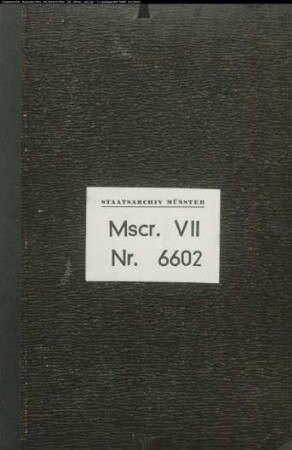 STAATSARCHIV MÜNSTER
Mscr. VII
Nr. 6602